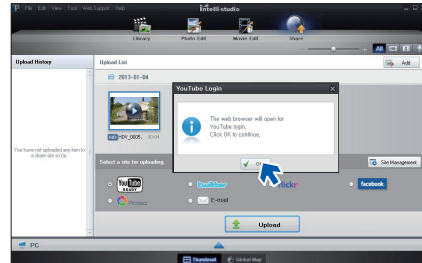 File Edit View Tool Web Support Help
Intelli-studio
Library Photo Edit Movie Edit Share
ALL
Upload History
Upload List
Add
2013-01-04
YouTube Login
The web browser will open for
YouTube login.
Click OK to continue.
HDV_0005.
You have not uploaded any item to
a share site so far.
Select a site for uploading.
Site Management
YouTube
READY
facebook
Picasa
E-mail
Upload
PC
Thumbnail Global Map